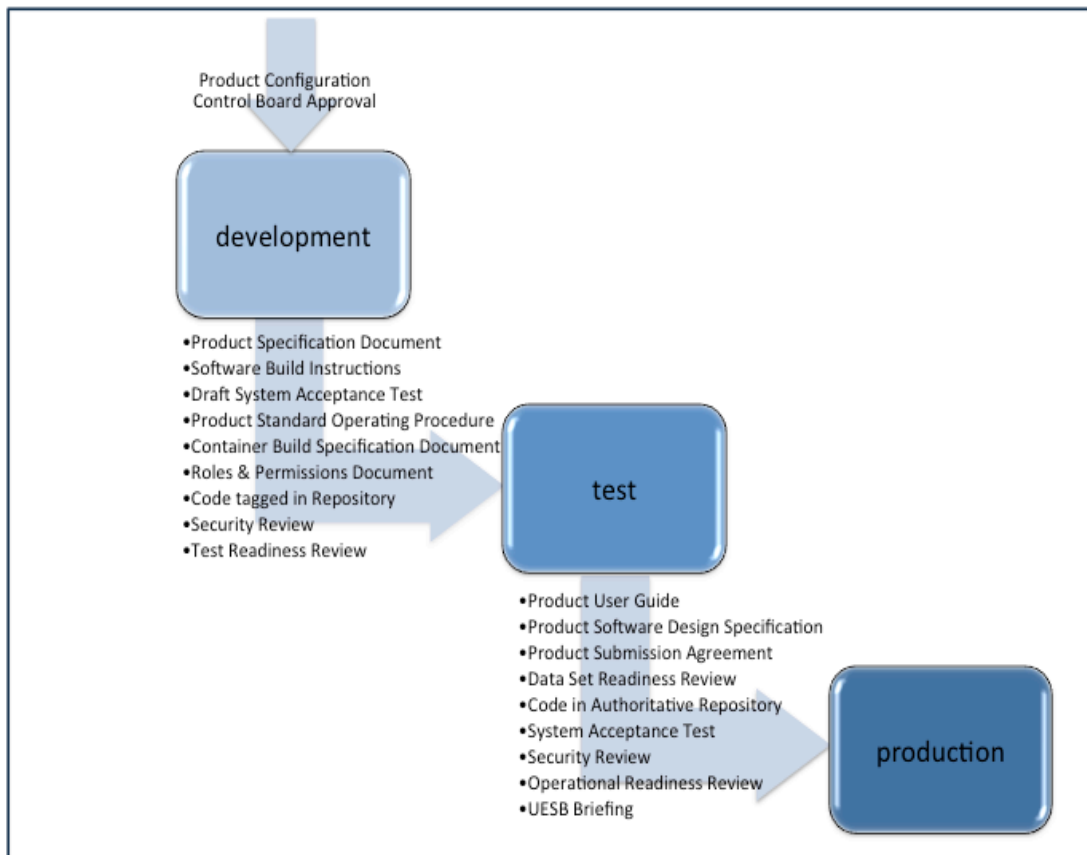 Product Configuration
Control Board Approval
development
•Product Specification Document
•Software Build Instructions
•Draft System Acceptance Test
•Product Standard Operating Procedure
•Container Build Specification Document
•Roles & Permissions Document
•Code tagged in Repository
•Security Review
•Test Readiness Review
test
•Product User Guide
•Product Software Design Specification
•Product Submission Agreement
•Data Set Readiness Review
•Code in Authoritative Repository
•System Acceptance Test
•Security Review
•Operational Readiness Review
•UESB Briefing
production